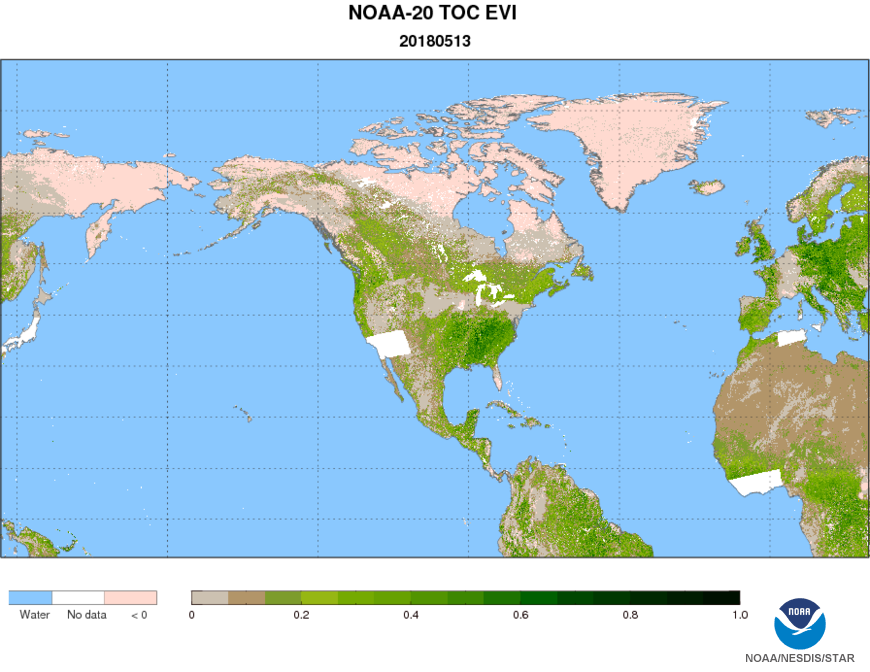 NOAA-20 TOC EVI
20180513
Water No data < 0
0 0.2 0.4 0.6 0.8 1.0
NOAA
NOAA/NESDIS/STAR